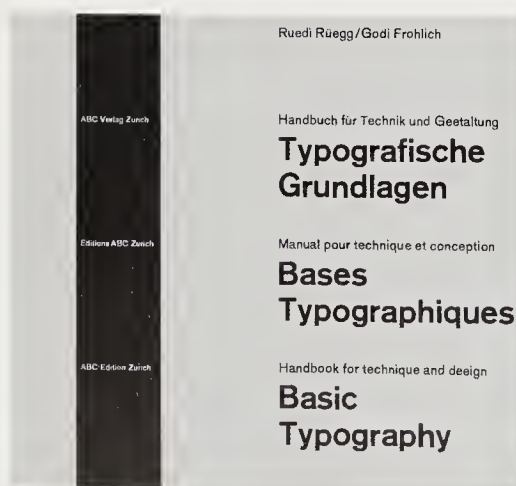 Ruedi Rüegg/Godi Frohlich
ABC Verlag Zurich
Handbuch für Technik und Geetaltung
Typografische
Grundlagen
Editions ABC Zurich
Manual pour technique et conception
Bases
Typographiques
ABC Edition Zurich
Handbook for technique and deeign
Basic
Typography